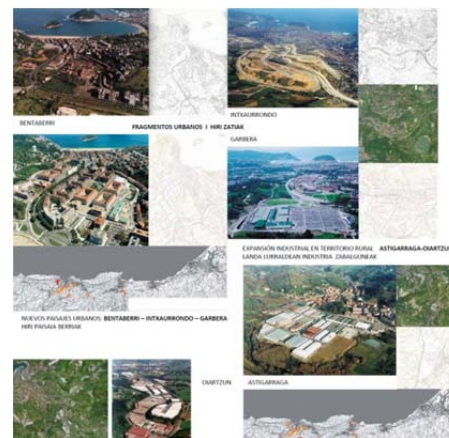 BENTABERRI
INTXAURRONDO
FRAGMENTOS URBANOS I HIRI ZATIAK
GARBERA
EXPANSIÓN INDUSTRIAL EN TERRITORIO RURAL ASTIGARRAGA-OIARTZUN
LANDA LURRALDEAN INDUSTRIA ZABALGUNEAK
NUEVOS PAISAJES URBANOS: BENTABERRI – INTXAURRONDO – GARBERA
HIRI PAISAIA BERRIAK
OIARTZUN
ASTIGARRAGA